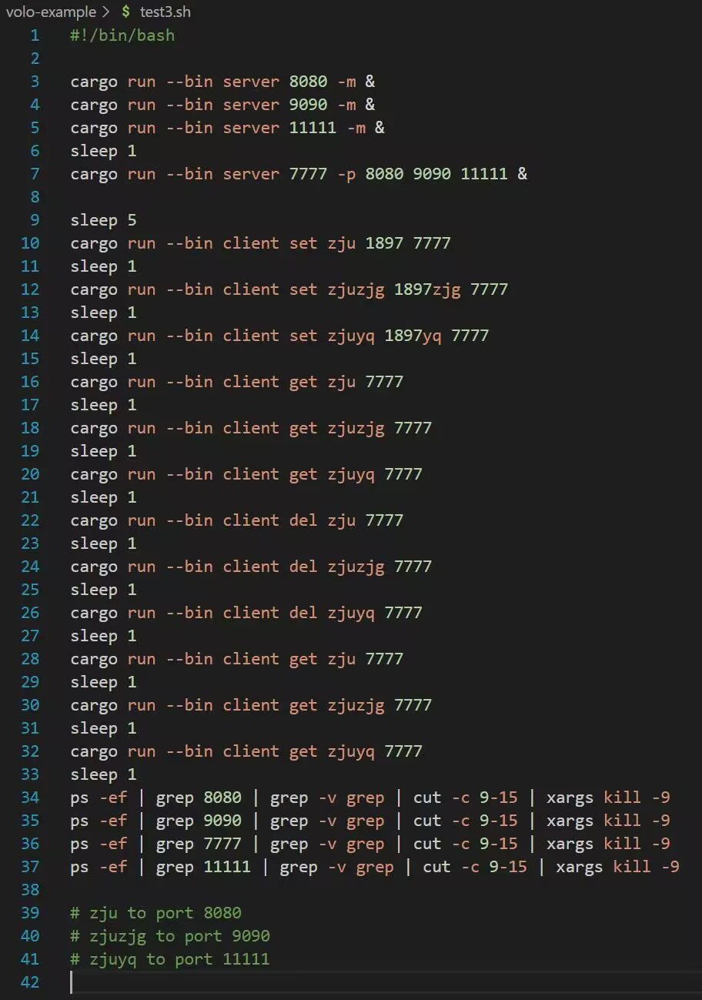 volo-example > $ test3.sh
1 #!/bin/bash
2
3 cargo run --bin server 8080 -m &
4 cargo run --bin server 9090 -m &
5 cargo run --bin server 11111 -m &
6 sleep 1
7 cargo run --bin server 7777 -p 8080 9090 11111 &
8
9 sleep 5
10 cargo run --bin client set zju 1897 7777
11 sleep 1
12 cargo run --bin client set zjuzjg 1897zjg 7777
13 sleep 1
14 cargo run --bin client set zjuyq 1897yq 7777
15 sleep 1
16 cargo run --bin client get zju 7777
17 sleep 1
18 cargo run --bin client get zjuzjg 7777
19 sleep 1
20 cargo run --bin client get zjuyq 7777
21 sleep 1
22 cargo run --bin client del zju 7777
23 sleep 1
24 cargo run --bin client del zjuzjg 7777
25 sleep 1
26 cargo run --bin client del zjuyq 7777
27 sleep 1
28 cargo run --bin client get zju 7777
29 sleep 1
30 cargo run --bin client get zjuzjg 7777
31 sleep 1
32 cargo run --bin client get zjuyq 7777
33 sleep 1
34 ps -ef | grep 8080 | grep -v grep | cut -c 9-15 | xargs kill -9
35 ps -ef | grep 9090 | grep -v grep | cut -c 9-15 | xargs kill -9
36 ps -ef | grep 7777 | grep -v grep | cut -c 9-15 | xargs kill -9
37 ps -ef | grep 11111 | grep -v grep | cut -c 9-15 | xargs kill -9
38
39 # zju to port 8080
40 # zjuzjg to port 9090
41 # zjuyq to port 11111
42